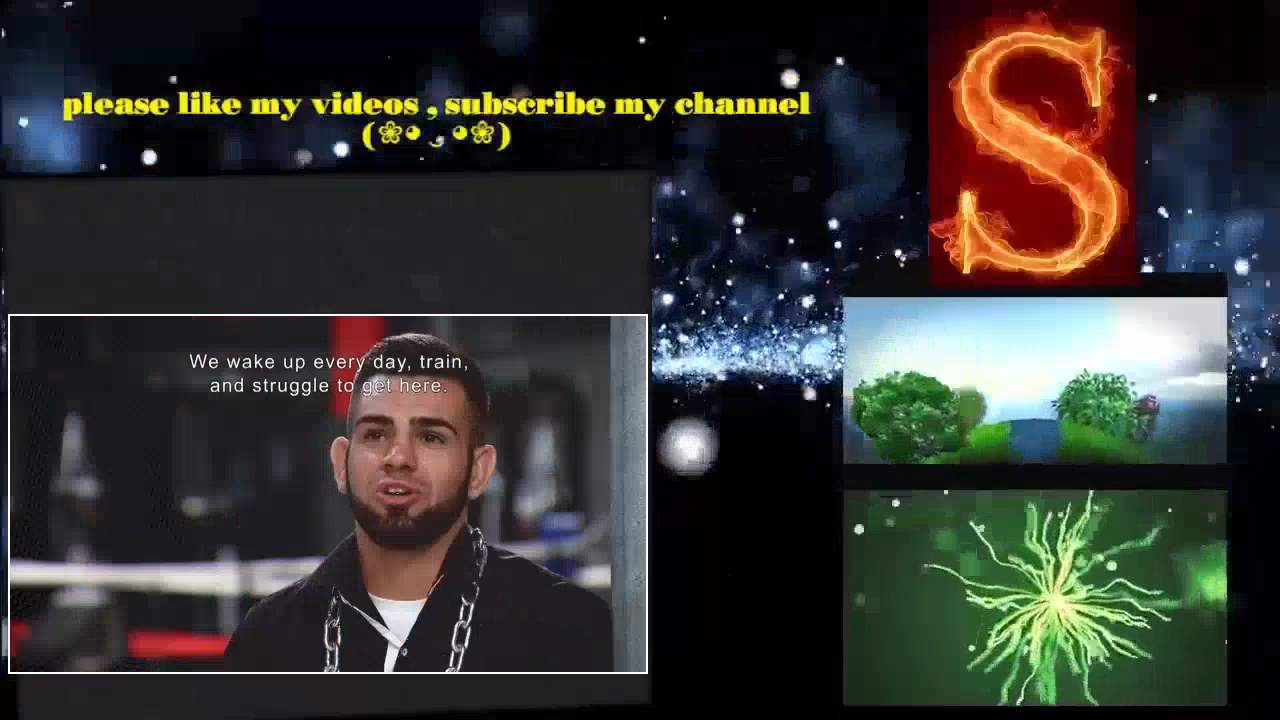 please like my videos , subscribe my channel
(❀◕ ‿ ◕❀)
S
We wake up every day, train,
and struggle to get here.